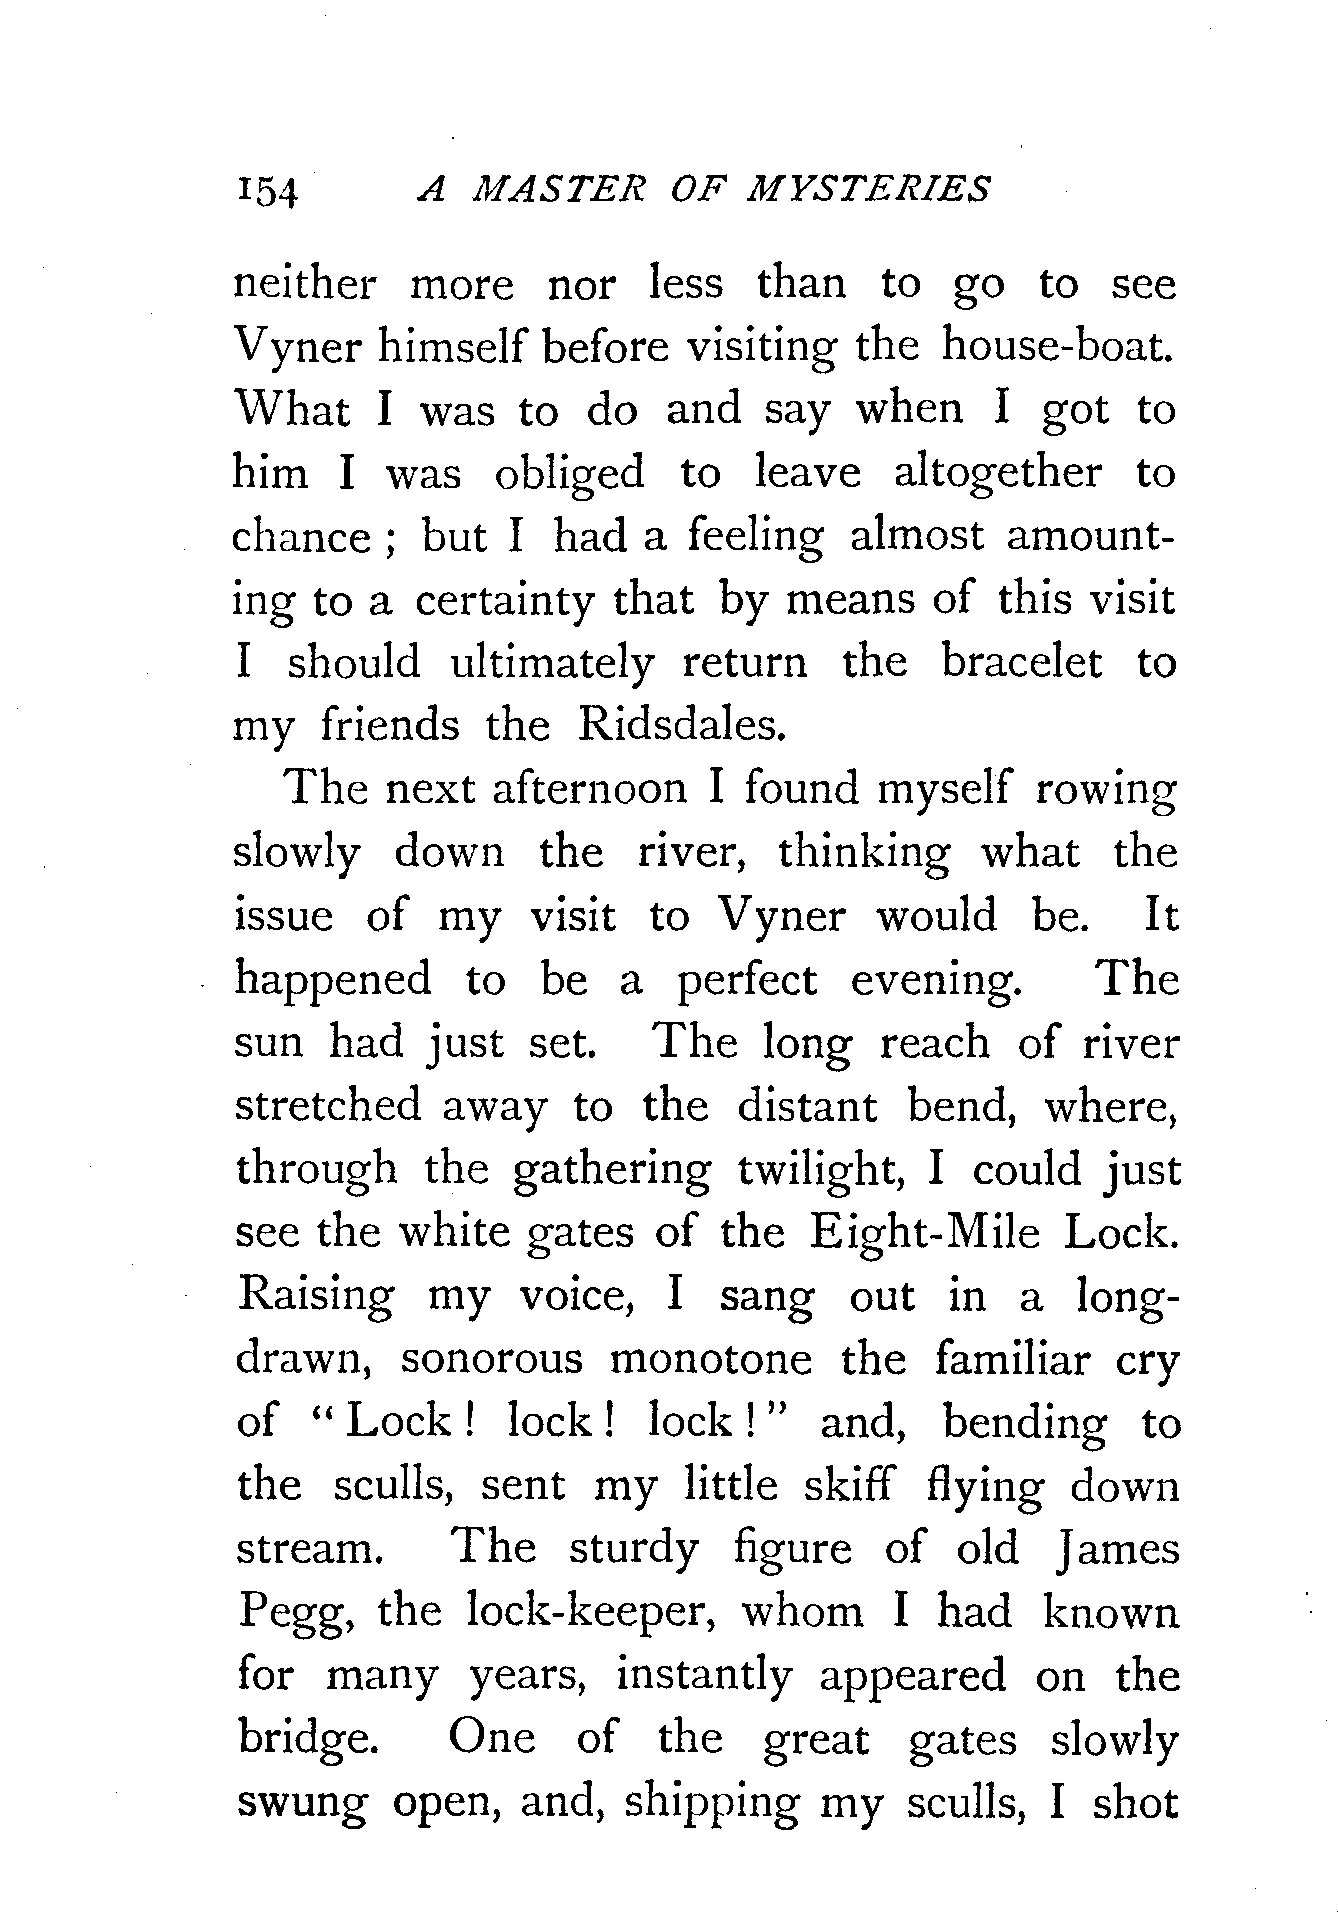 154 A MASTER OF MYSTERIES
neither more nor less than to go to see
Vyner himself before visiting the house-boat.
What I was to do and say when I got to
him I was obliged to leave altogether to
chance ; but I had a feeling almost amount-
ing to a certainty that by means of this visit
I should ultimately return the bracelet to
my friends the Ridsdales.
The next afternoon I found myself rowing
slowly down the river, thinking what the
issue of my visit to Vyner would be. It
happened to be a perfect evening. The
sun had just set. The long reach of river
stretched away to the distant bend, where,
through the gathering twilight, I could just
see the white gates of the Eight-Mile Lock.
Raising my voice, I sang out in a long-
drawn, sonorous monotone the familiar cry
of “ Lock ! lock ! lock ! ” and, bending to
the sculls, sent my little skiff flying down
stream. The sturdy figure of old James
Pegg, the lock-keeper, whom I had known
for many years, instantly appeared on the
bridge. One of the great gates slowly
swung open, and, shipping my sculls, I shot